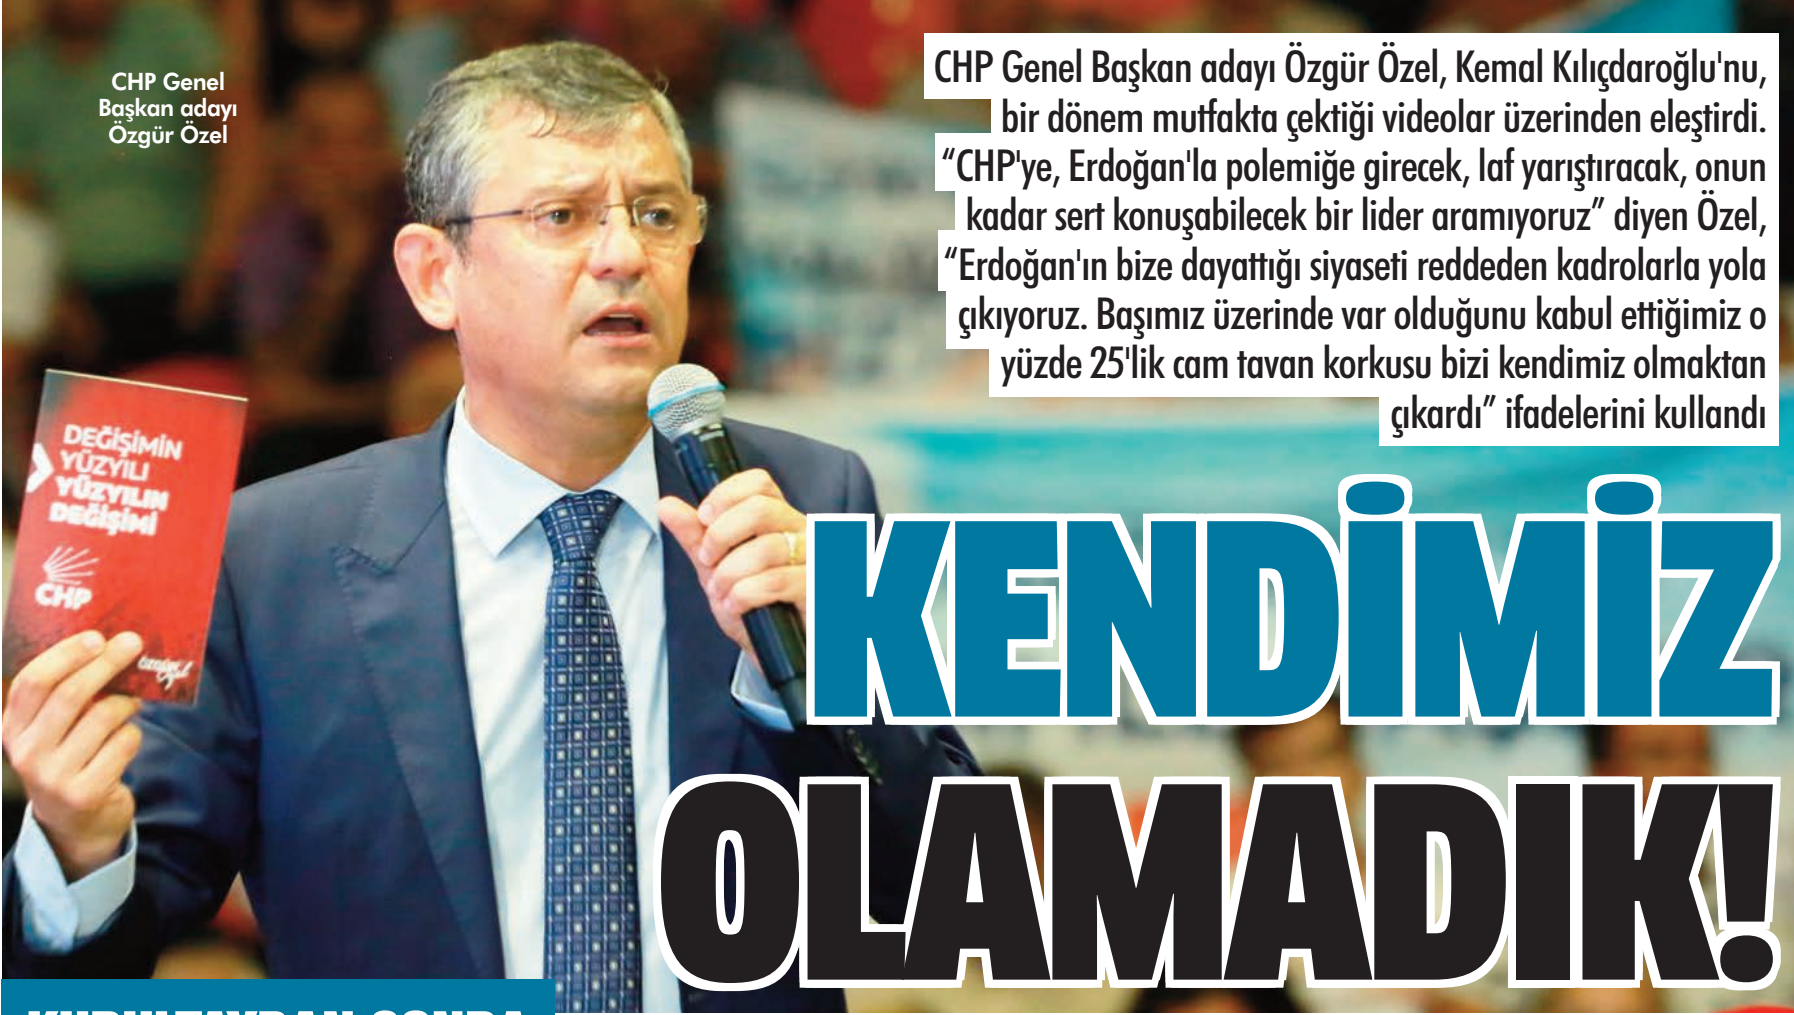 CHP Genel
Başkan adayı
Özgür Özel
CHP Genel Başkan adayı Özgür Özel, Kemal Kılıçdaroğlu'nu,
bir dönem mutfakta çektiği videolar üzerinden eleştirdi.
“CHP'ye, Erdoğan'la polemiğe girecek, laf yarıştıracak, onun
kadar sert konuşabilecek bir lider aramıyoruz” diyen Özel,
“Erdoğan'ın bize dayattığı siyaseti reddeden kadrolarla yola
çıkıyoruz. Başımız üzerinde var olduğunu kabul ettiğimiz o
yüzde 25'lik cam tavan korkusu bizi kendimiz olmaktan
çıkardı” ifadelerini kullandı
DEĞİŞİMİN
YÜZYILI
YÜZYILIN
DEĞİŞİMİ
CHP
özgür özel
KENDİMİZ
OLAMADIK!
KURULTAYDAN SONRA